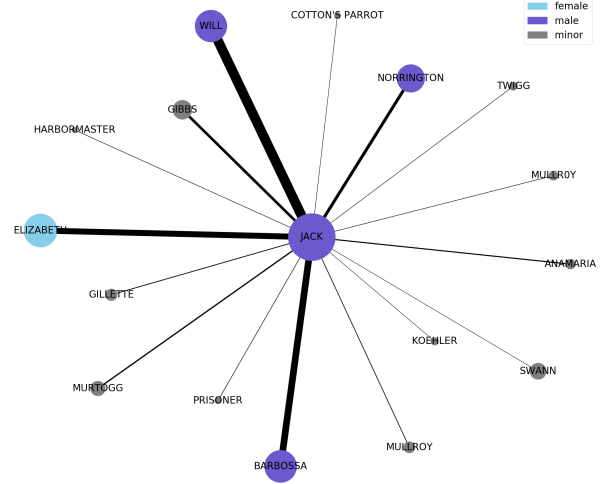 female
male
minor
COTTON'S PARROT
WILL
NORRINGTON
TWIGG
GIBBS
HARBORMASTER
MULLR0Y
ELIZABETH
JACK
ANAMARIA
GILLETTE
KOEHLER
SWANN
MURTOGG
PRISONER
MULLROY
BARBOSSA